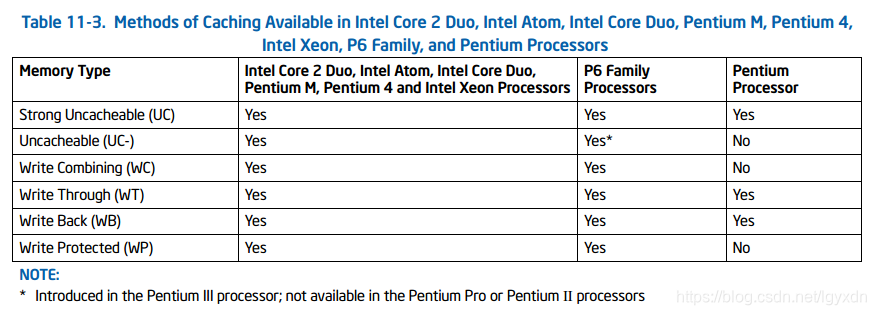 Table 11-3. Methods of Caching Available in Intel Core 2 Duo, Intel Atom, Intel Core Duo, Pentium M, Pentium 4,
Intel Xeon, P6 Family, and Pentium Processors
Memory Type
Intel Core 2 Duo, Intel Atom, Intel Core Duo,
Pentium M, Pentium 4 and Intel Xeon Processors
P6 Family
Processors
Pentium
Processor
Strong Uncacheable (UC) Yes Yes Yes
Uncacheable (UC-) Yes Yes* No
Write Combining (WC) Yes Yes No
Write Through (WT) Yes Yes Yes
Write Back (WB) Yes Yes Yes
Write Protected (WP) Yes Yes No
NOTE:
* Introduced in the Pentium III processor; not available in the Pentium Pro or Pentium II processors
https://blog.csdn.net/lgyxdn